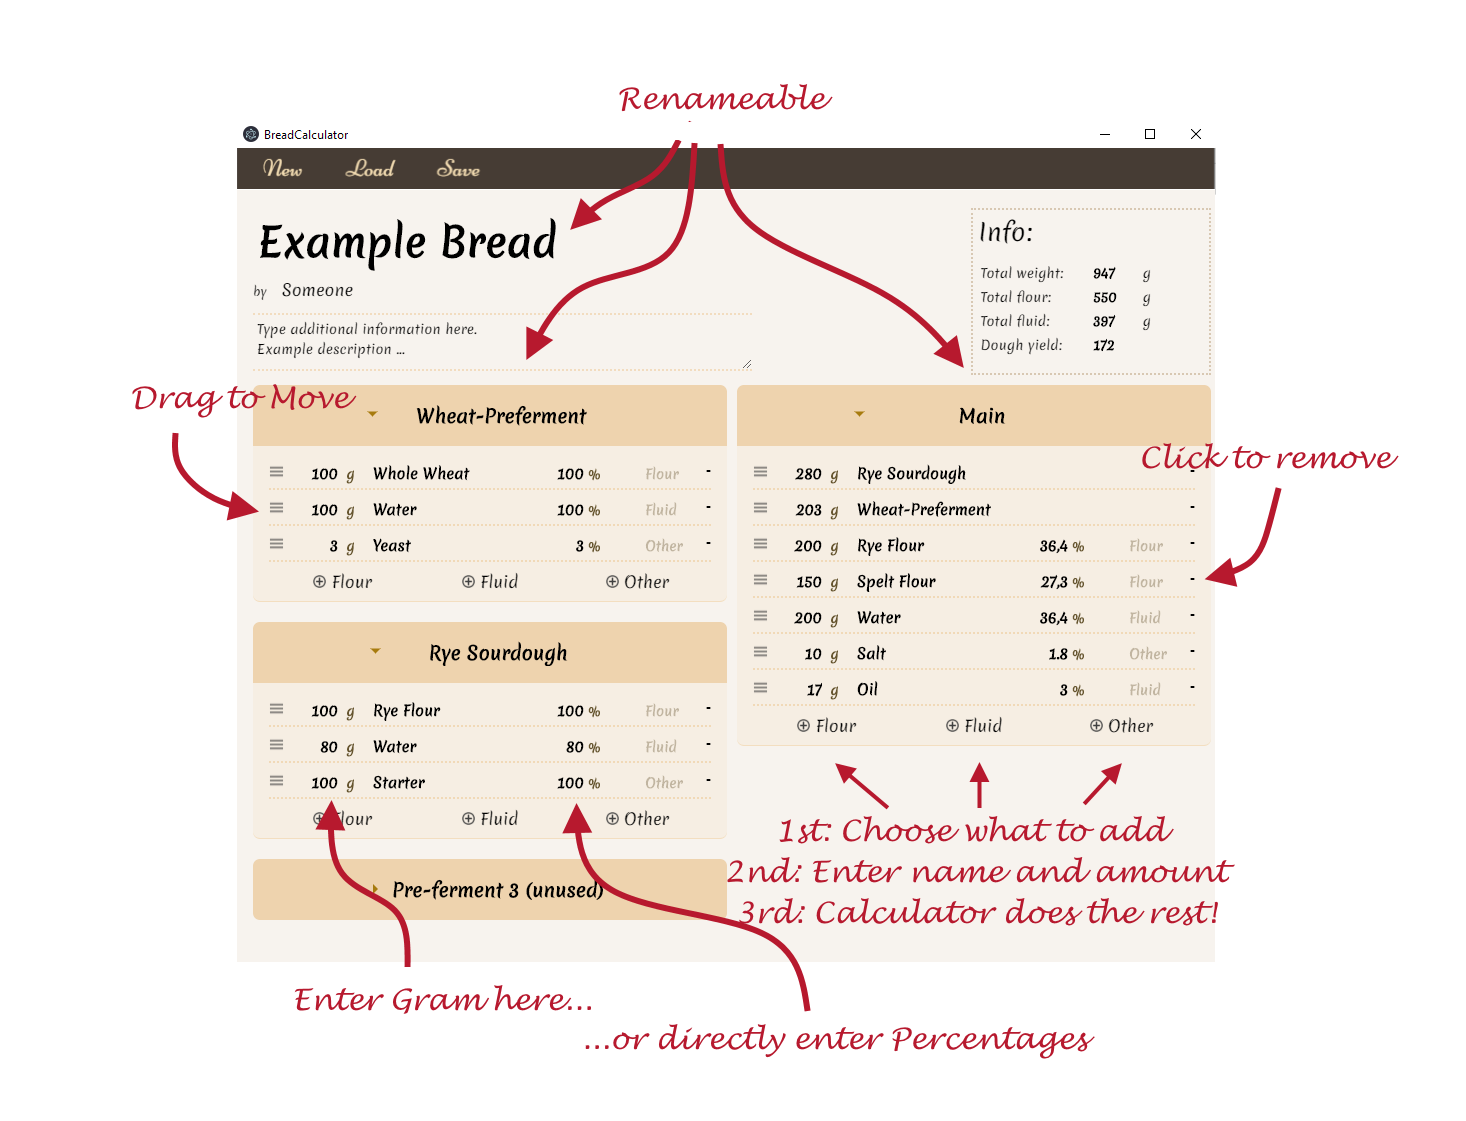 Renameable
BreadCalculator
New Load Save
Example Bread
by Someone
Type additional information here.
Example description ...
Info:
Total weight: 947 g
Total flour: 550 g
Total fluid: 397 g
Dough yield: 172
Drag to Move
Wheat-Preferment
100 g Whole Wheat 100 % Flour -
100 g Water 100 % Fluid -
3 g Yeast 3 % Other -
Flour Fluid Other
Rye Sourdough
100 g Rye Flour 100 % Flour -
80 g Water 80 % Fluid -
100 g Starter 100 % Other -
Flour Fluid Other
Pre-ferment 3 (unused)
Main
Click to remove
280 g Rye Sourdough -
203 g Wheat-Preferment -
200 g Rye Flour 36,4 % Flour -
150 g Spelt Flour 27,3 % Flour -
200 g Water 36,4 % Fluid -
10 g Salt 1.8 % Other -
17 g Oil 3 % Fluid -
Flour Fluid Other
1st: Choose what to add
2nd: Enter name and amount
3rd: Calculator does the rest!
Enter Gram here...
...or directly enter Percentages